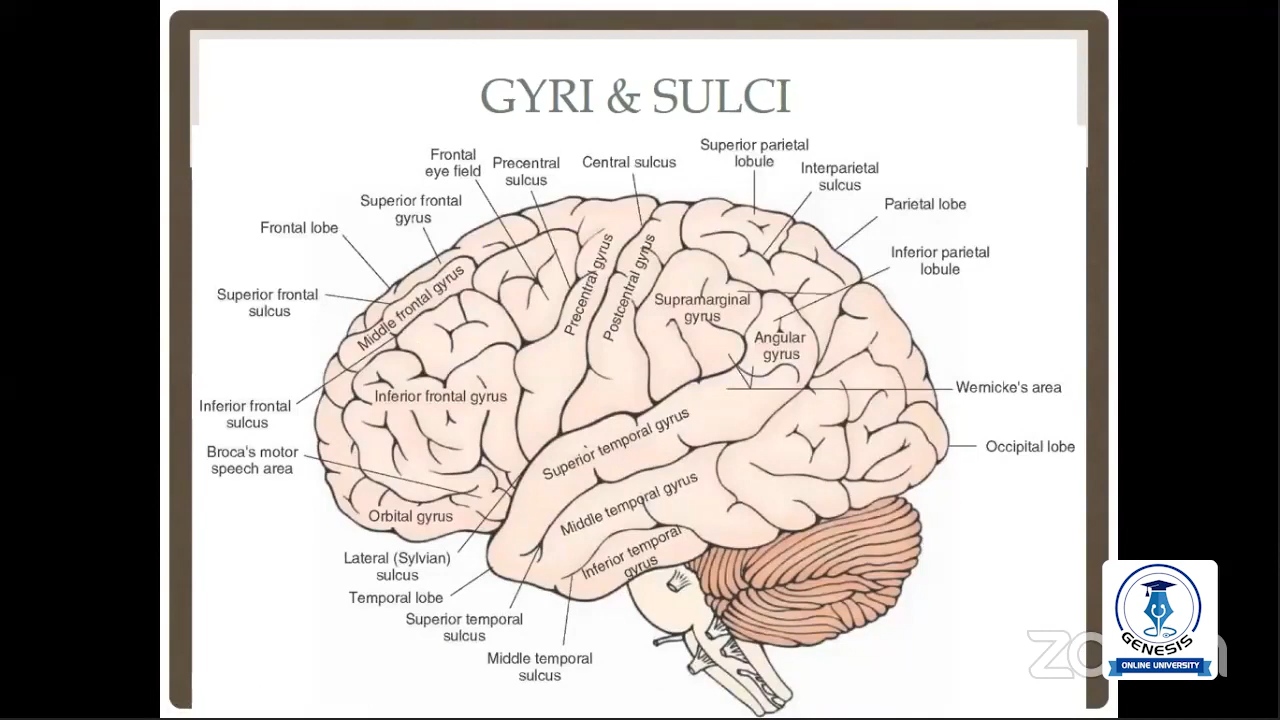 GYRI & SULCI
Frontal
eye field
Precentral
sulcus
Central sulcus
Superior parietal
lobule
Interparietal
sulcus
Superior frontal
gyrus
Parietal lobe
Frontal lobe
Inferior parietal
lobule
Superior frontal
sulcus
Middle frontal gyrus
Precentral gyrus
Postcentral gyrus
Supramarginal
gyrus
Angular
gyrus
Inferior frontal gyrus
Wernicke's area
Inferior frontal
sulcus
Broca's motor
speech area
Superior temporal gyrus
Occipital lobe
Middle temporal gyrus
Orbital gyrus
Inferior temporal
gyrus
Lateral (Sylvian)
sulcus
Temporal lobe
Superior temporal
sulcus
Middle temporal
sulcus
GENESIS
ONLINE UNIVERSITY